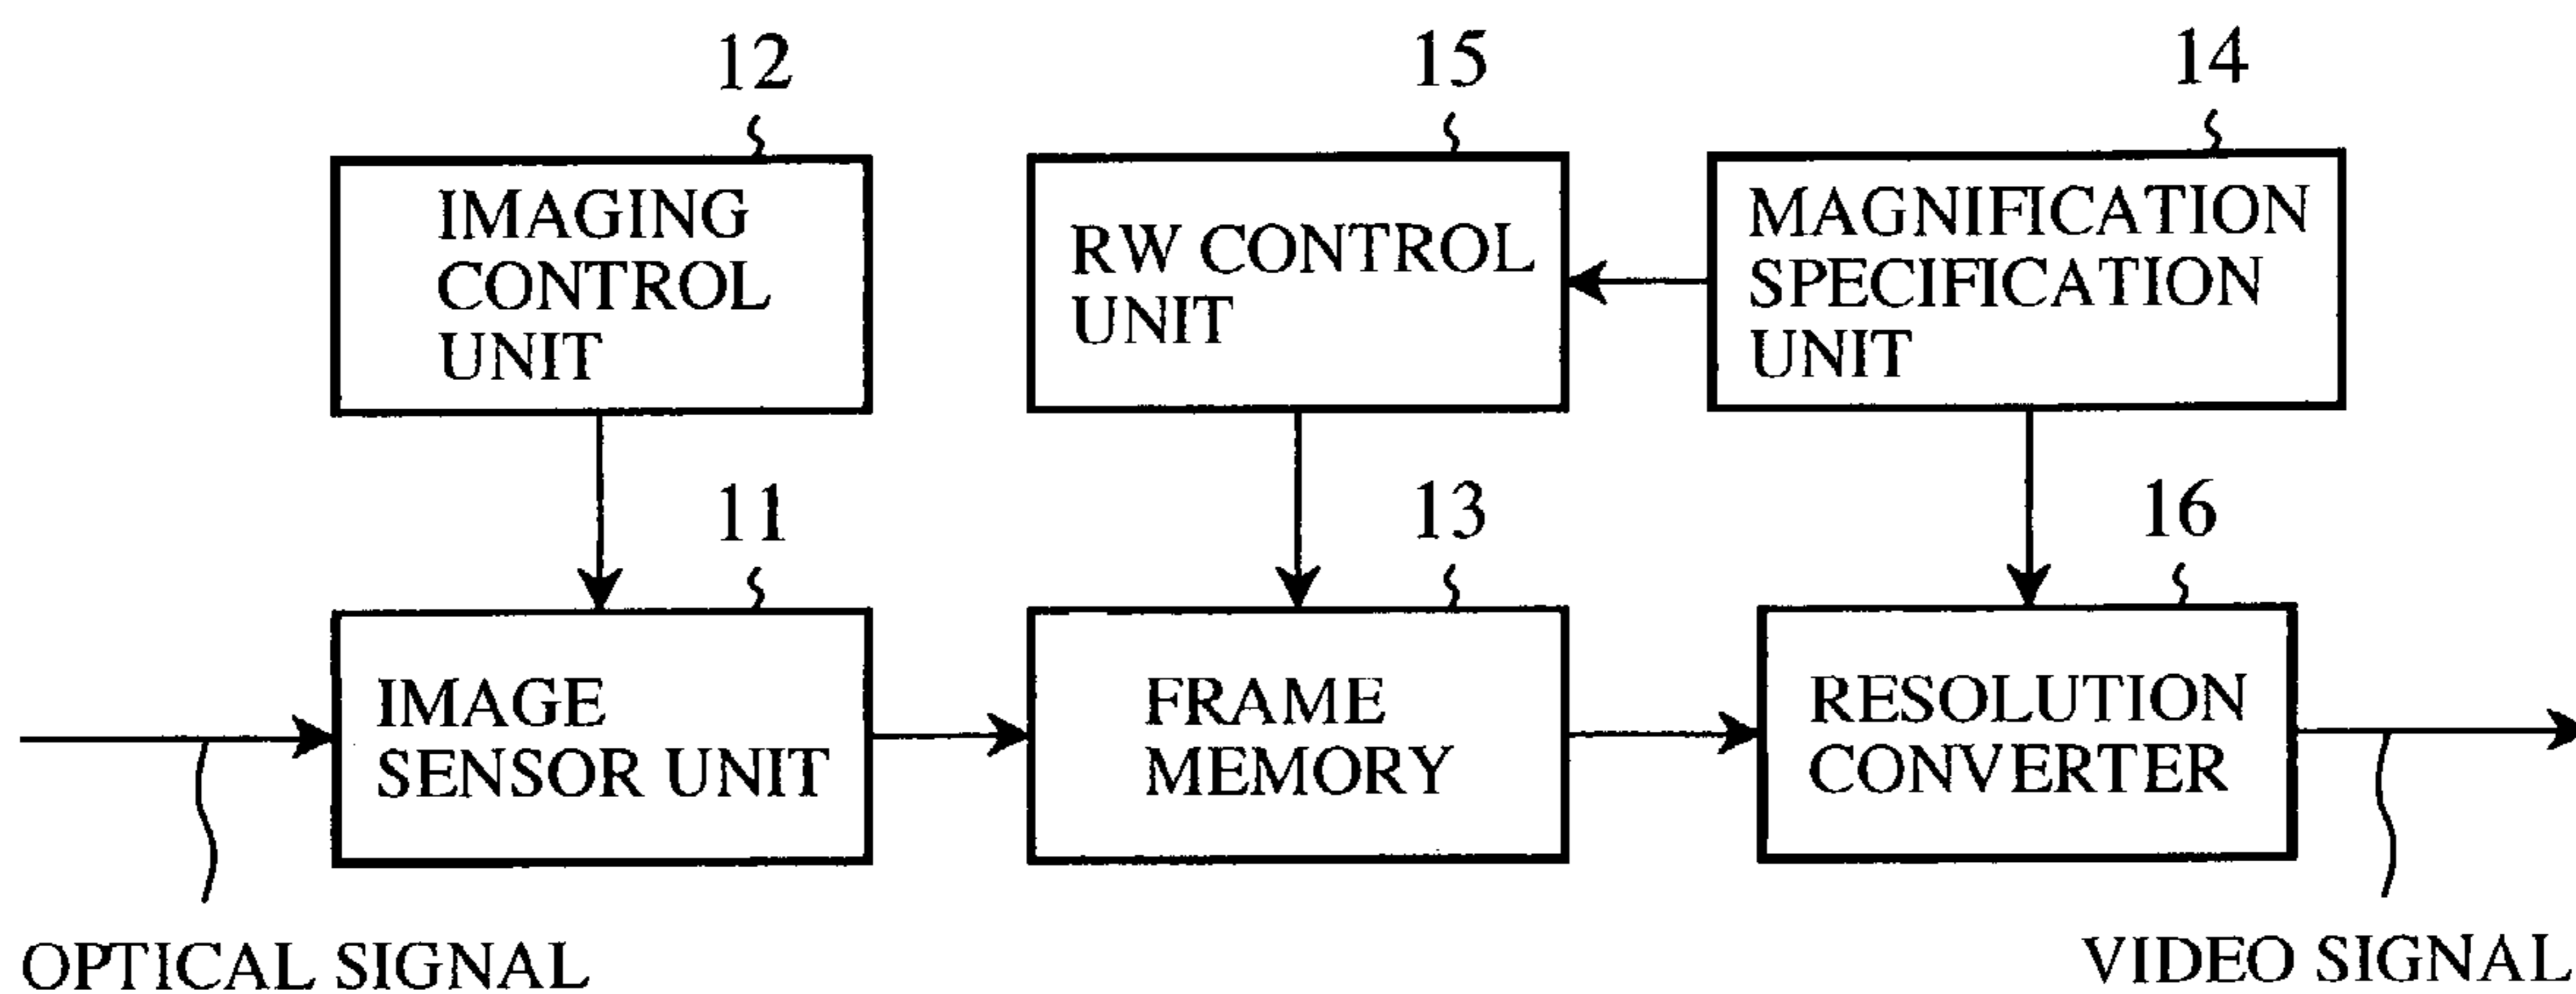 12
15
14
IMAGING
CONTROL
UNIT
RW CONTROL
UNIT
MAGNIFICATION
SPECIFICATION
UNIT
11
13
16
IMAGE
SENSOR UNIT
FRAME
MEMORY
RESOLUTION
CONVERTER
OPTICAL SIGNAL
VIDEO SIGNAL